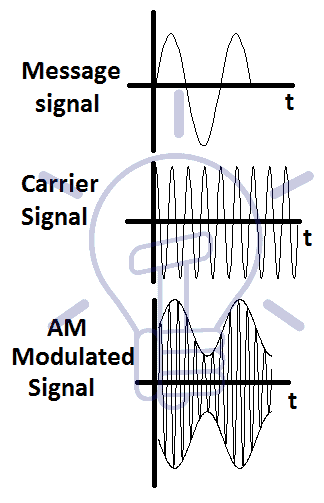 Message
signal
t
Carrier
Signal
t
AM
Modulated
Signal
t